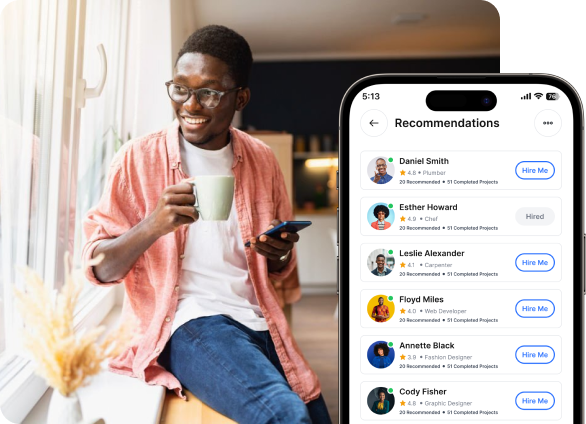 5:13
76
Recommendations
Daniel Smith
4.8 • Plumber
Hire Me
20 Recommended • 51 Completed Projects
Esther Howard
4.9 • Chef
Hired
20 Recommended • 51 Completed Projects
Leslie Alexander
4.1 • Carpenter
Hire Me
20 Recommended • 51 Completed Projects
Floyd Miles
4.0 • Web Developer
Hire Me
20 Recommended • 51 Completed Projects
Annette Black
3.9 • Fashion Designer
Hire Me
20 Recommended • 51 Completed Projects
Cody Fisher
4.8 • Graphic Designer
Hire Me
20 Recommended • 51 Completed Projects